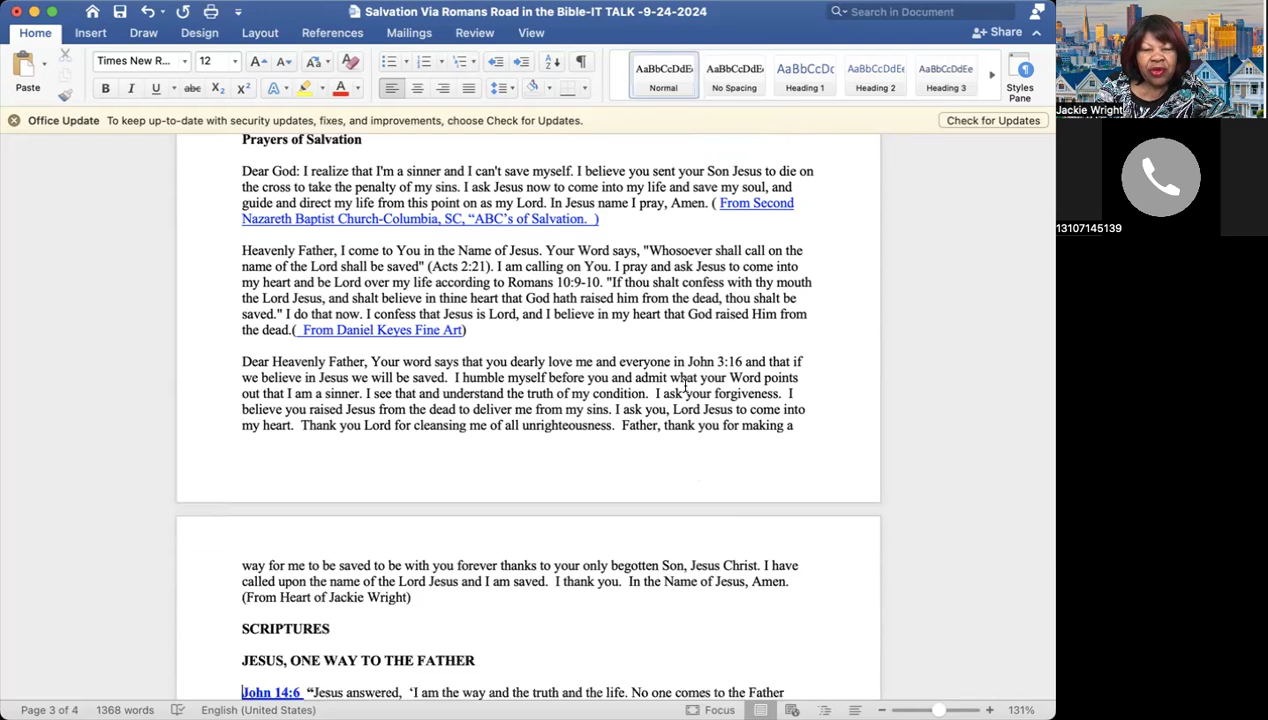 Salvation Via Romans Road in the Bible-IT TALK -9-24-2024
Search in Document
Home Insert Draw Design Layout References Mailings Review View
Share
Paste
Times New R...
12
AaBbCcDdEe
Normal
AaBbCcDdEe
No Spacing
AaBbCcDc
Heading 1
AaBbCcDdEe
Heading 2
AaBbCcDdEe
Heading 3
Styles
Pane
Office Update To keep up-to-date with security updates, fixes, and improvements, choose Check for Updates.
Check for Updates
Prayers of Salvation
Dear God: I realize that I'm a sinner and I can't save myself. I believe you sent your Son Jesus to die on
the cross to take the penalty of my sins. I ask Jesus now to come into my life and save my soul, and
guide and direct my life from this point on as my Lord. In Jesus name I pray, Amen. ( From Second
Nazareth Baptist Church-Columbia, SC, “ABC’s of Salvation. )
Heavenly Father, I come to You in the Name of Jesus. Your Word says, "Whosoever shall call on the
name of the Lord shall be saved" (Acts 2:21). I am calling on You. I pray and ask Jesus to come into
my heart and be Lord over my life according to Romans 10:9-10. "If thou shalt confess with thy mouth
the Lord Jesus, and shalt believe in thine heart that God hath raised him from the dead, thou shalt be
saved." I do that now. I confess that Jesus is Lord, and I believe in my heart that God raised Him from
the dead.( From Daniel Keyes Fine Art)
Dear Heavenly Father, Your word says that you dearly love me and everyone in John 3:16 and that if
we believe in Jesus we will be saved. I humble myself before you and admit what your Word points
out that I am a sinner. I see that and understand the truth of my condition. I ask your forgiveness. I
believe you raised Jesus from the dead to deliver me from my sins. I ask you, Lord Jesus to come into
my heart. Thank you Lord for cleansing me of all unrighteousness. Father, thank you for making a
way for me to be saved to be with you forever thanks to your only begotten Son, Jesus Christ. I have
called upon the name of the Lord Jesus and I am saved. I thank you. In the Name of Jesus, Amen.
(From Heart of Jackie Wright)
SCRIPTURES
JESUS, ONE WAY TO THE FATHER
John 14:6 “Jesus answered, ‘I am the way and the truth and the life. No one comes to the Father
Page 3 of 4 1368 words English (United States) Focus 131%
Jackie Wright
13107145139